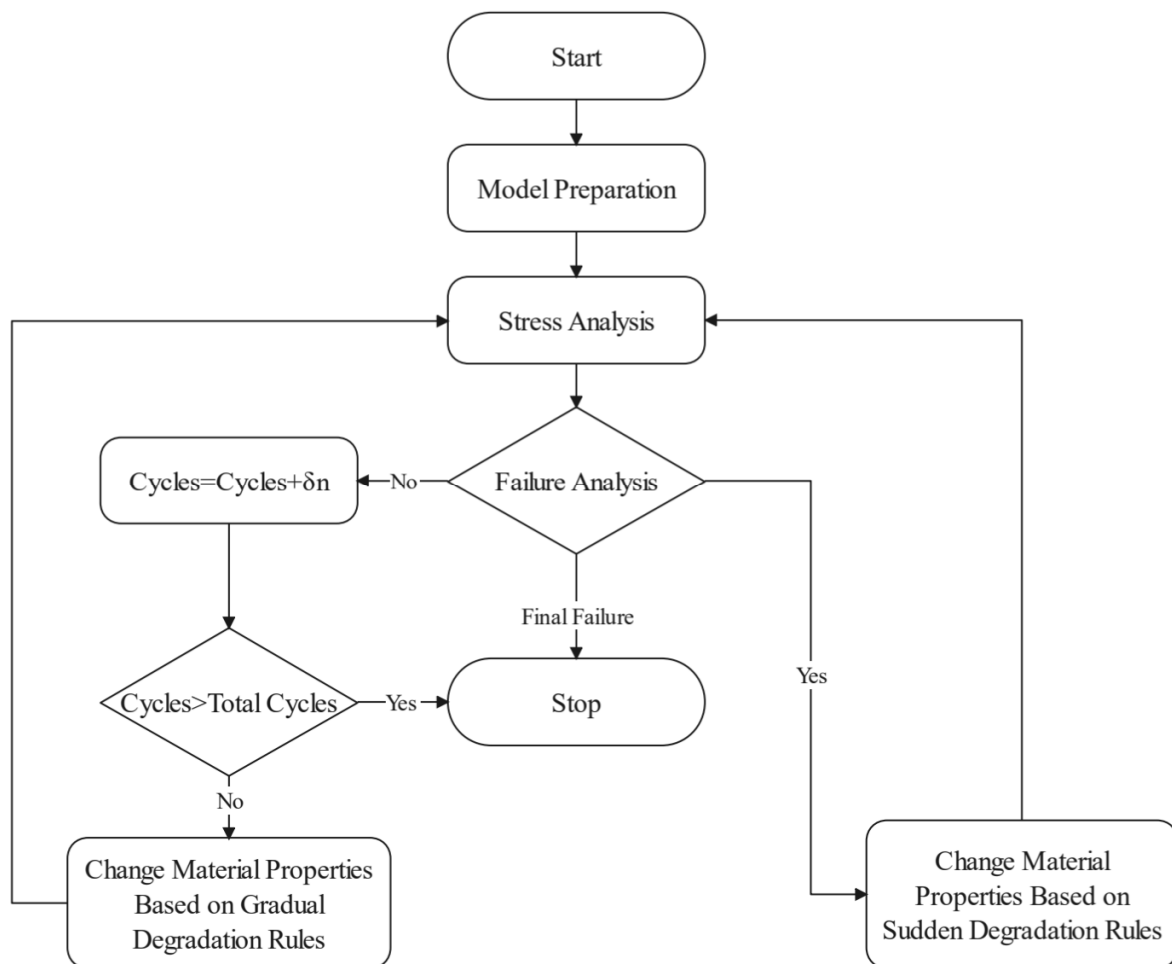 Start
Model Preparation
Stress Analysis
Failure Analysis
No
Cycles=Cycles+δn
Final Failure
Yes
Cycles>Total Cycles
Yes
Stop
No
Change Material Properties
Based on Gradual
Degradation Rules
Change Material
Properties Based on
Sudden Degradation Rules